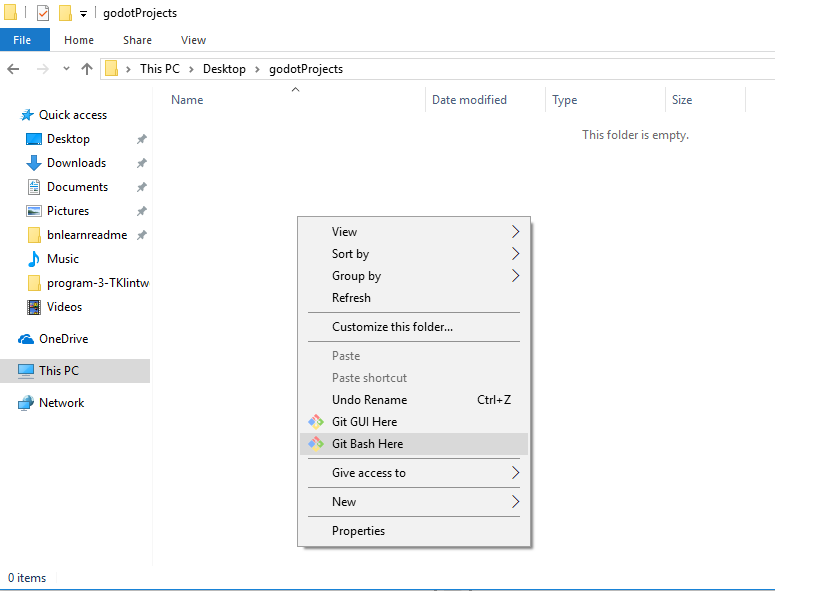 godotProjects
File Home Share View
This PC Desktop godotProjects
Name Date modified Type Size
This folder is empty.
Quick access
Desktop
Downloads
Documents
Pictures
bnlearnreadme
Music
program-3-TKlintw
Videos
OneDrive
This PC
Network
View
Sort by
Group by
Refresh
Customize this folder...
Paste
Paste shortcut
Undo Rename Ctrl+Z
Git GUI Here
Git Bash Here
Give access to
New
Properties
0 items